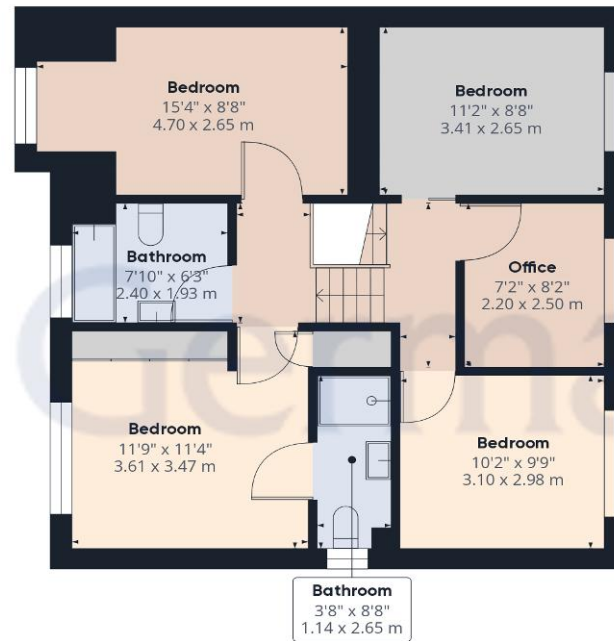 Bedroom
15'4" x 8'8"
4.70 x 2.65 m
Bedroom
11'2" x 8'8"
3.41 x 2.65 m
Bathroom
7'10" x 6'3"
2.40 x 1.93 m
Office
7'2" x 8'2"
2.20 x 2.50 m
Germa
Bedroom
11'9" x 11'4"
3.61 x 3.47 m
Bedroom
10'2" x 9'9"
3.10 x 2.98 m
Bathroom
3'8" x 8'8"
1.14 x 2.65 m